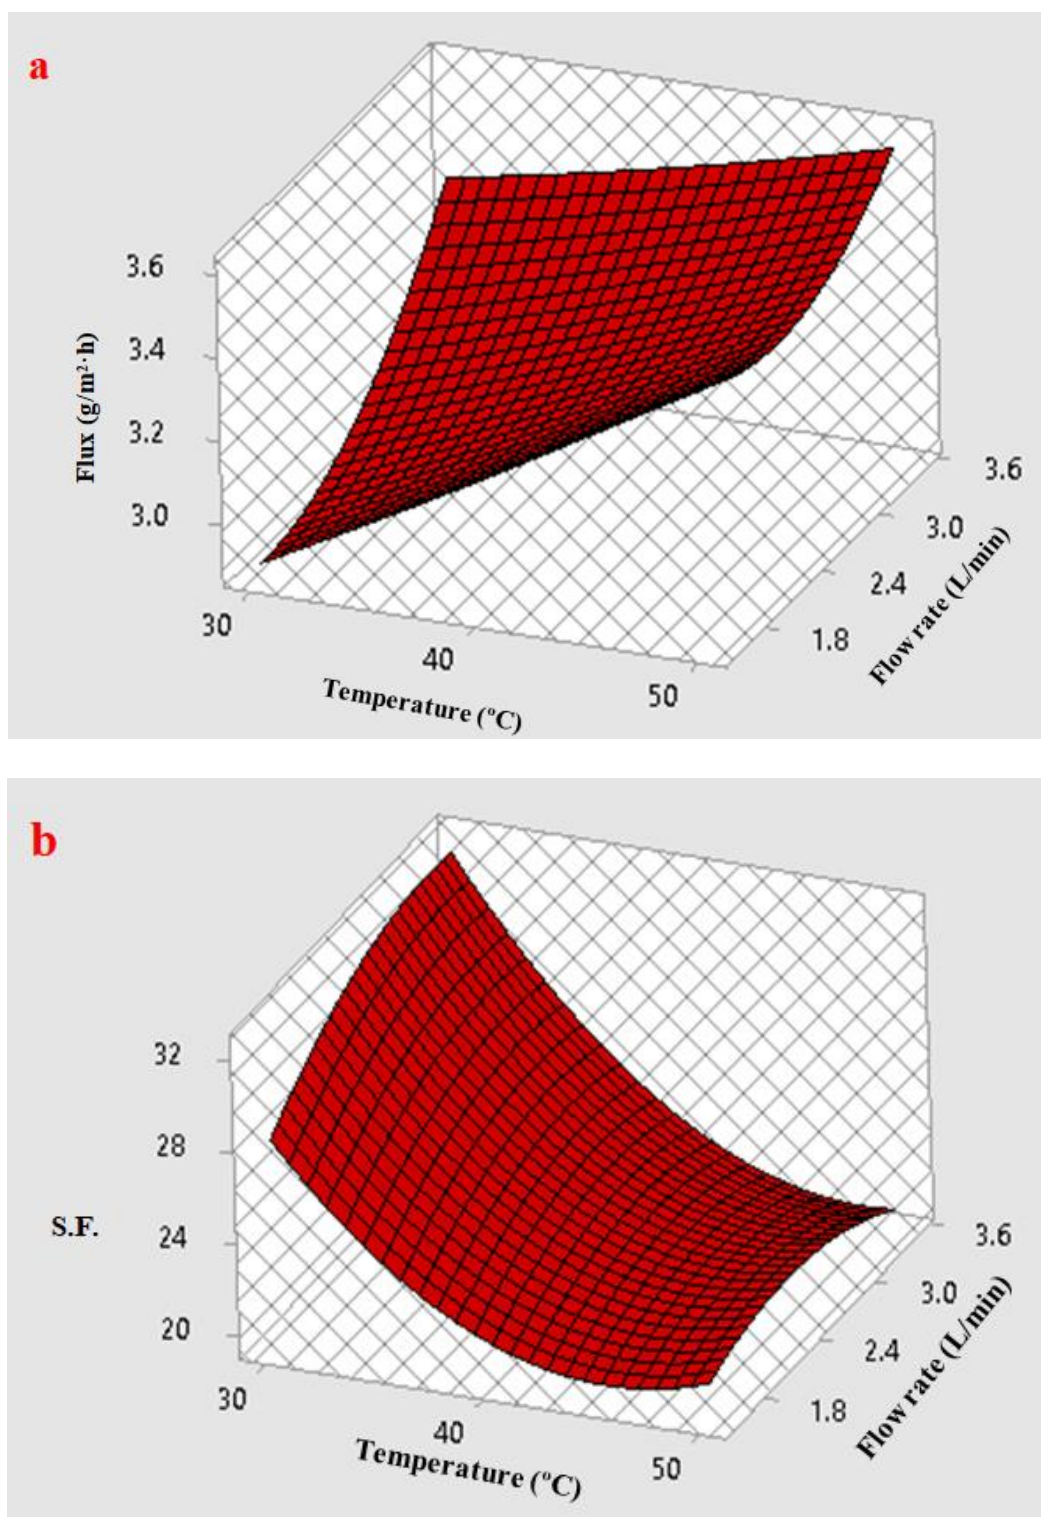 a
3.6
3.4
3.2
3.0
Flux (g/m²·h)
30
40
50
Temperature (ºC)
1.8
2.4
3.0
3.6
Flow rate (L/min)
b
32
28
24
20
S.F.
30
40
50
Temperature (ºC)
1.8
2.4
3.0
3.6
Flow rate (L/min)